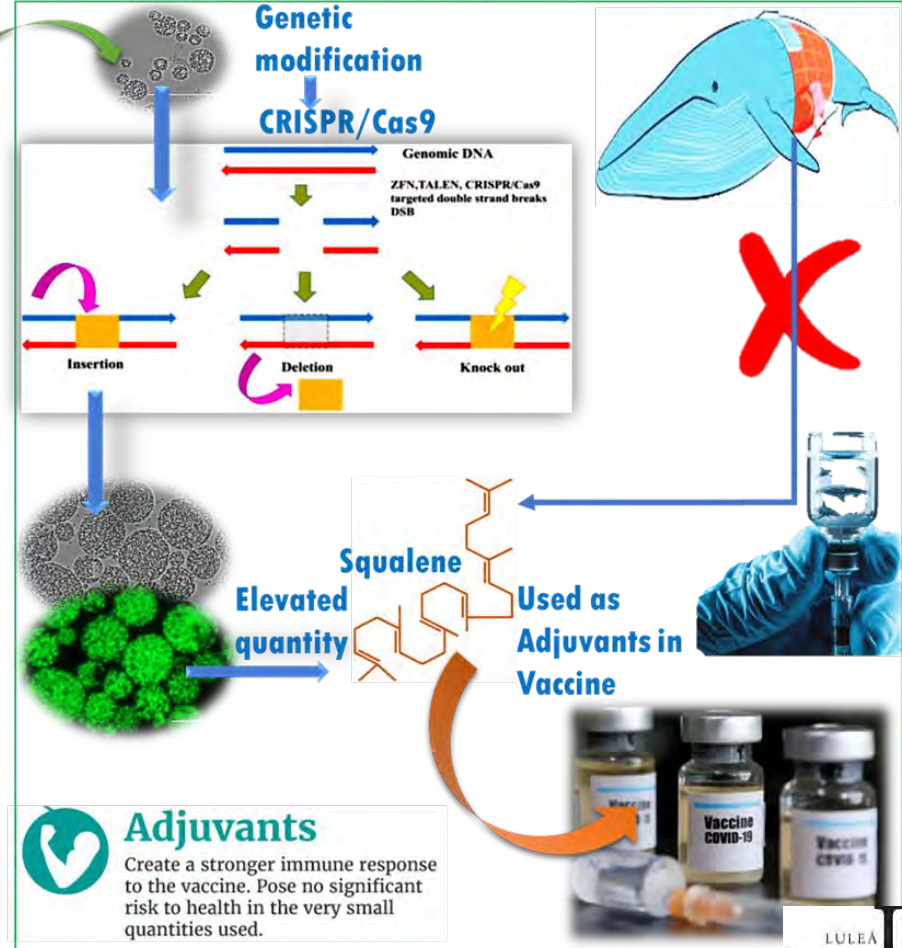 Genetic
modification
CRISPR/Cas9
Genomic DNA
ZFN,TALEN, CRISPR/Cas9
targeted double strand breaks
DSB
Insertion
Deletion
Knock out
Squalene
Elevated
quantity
Used as
Adjuvants in
Vaccine
Vaccine
Vaccine
COVID-19
Vaccine
COVID-19
Adjuvants
Create a stronger immune response
to the vaccine. Pose no significant
risk to health in the very small
quantities used.
LULEÅ